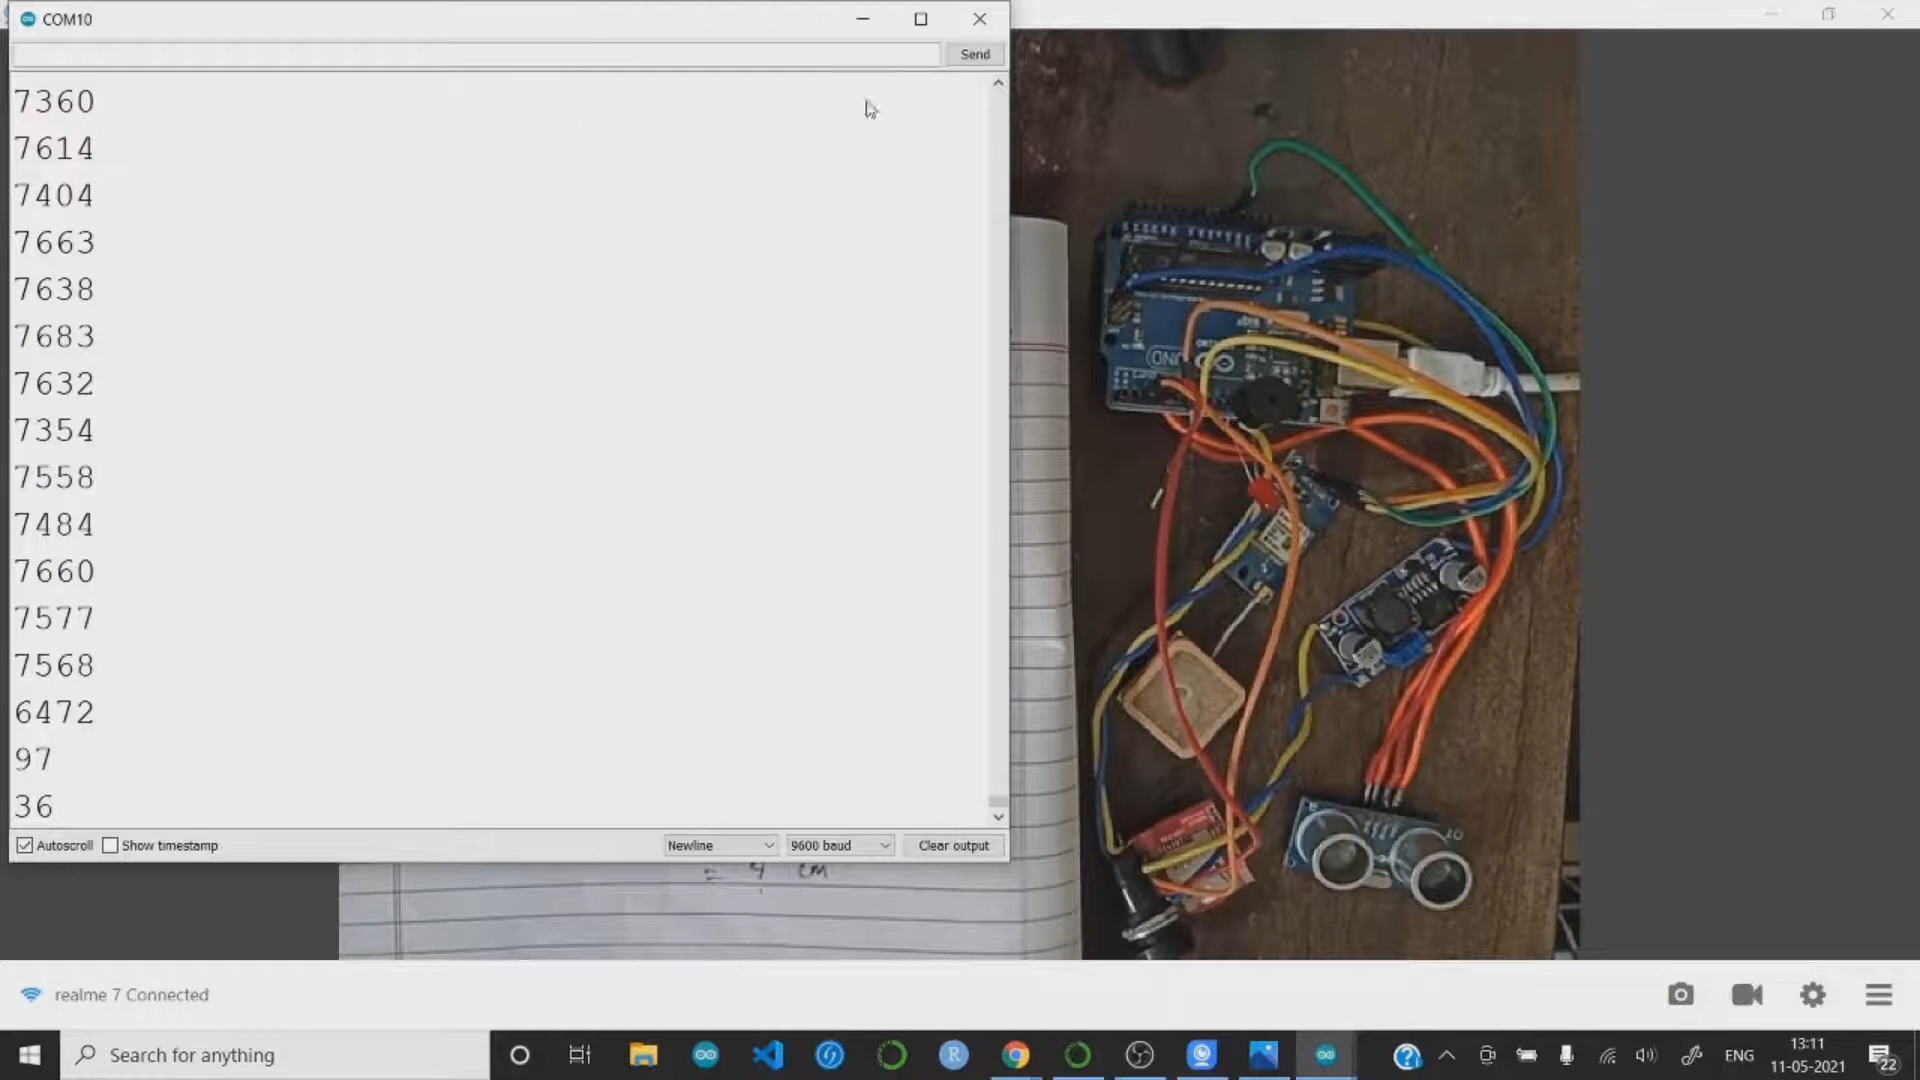 COM10
Send
7360
7614
7404
7663
7638
7683
7632
7354
7558
7484
7660
7577
7568
6472
97
36
Autoscroll
Show timestamp
Newline
9600 baud
Clear output
= 4 cm
realme 7 Connected
Search for anything
ENG
13:11
11-05-2021
22